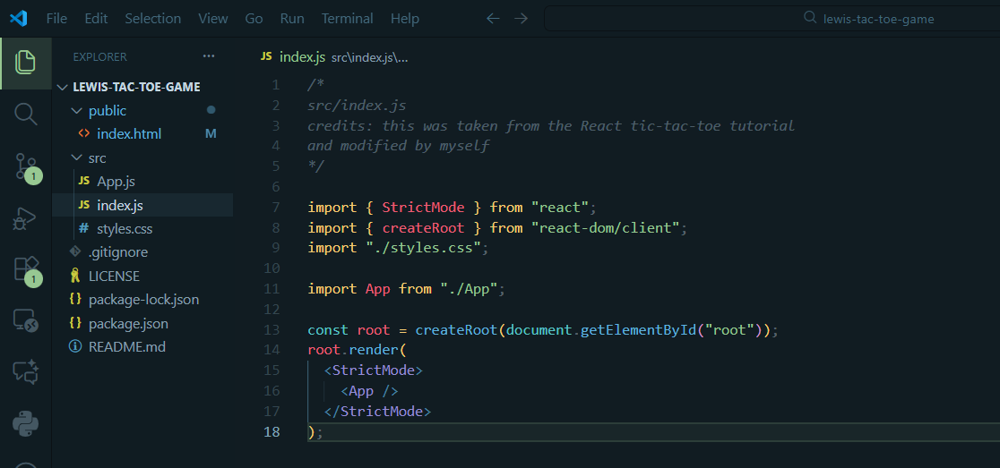 File Edit Selection View Go Run Terminal Help
lewis-tac-toe-game
EXPLORER
LEWIS-TAC-TOE-GAME
public
index.html M
src
JS App.js
JS index.js
# styles.css
.gitignore
LICENSE
{} package-lock.json
{} package.json
README.md
1
1
JS index.js src\index.js\...
1 /*
2 src/index.js
3 credits: this was taken from the React tic-tac-toe tutorial
4 and modified by myself
5 */
6
7 import { StrictMode } from "react";
8 import { createRoot } from "react-dom/client";
9 import "./styles.css";
10
11 import App from "./App";
12
13 const root = createRoot(document.getElementById("root"));
14 root.render(
15 <StrictMode>
16 <App />
17 </StrictMode>
18 );